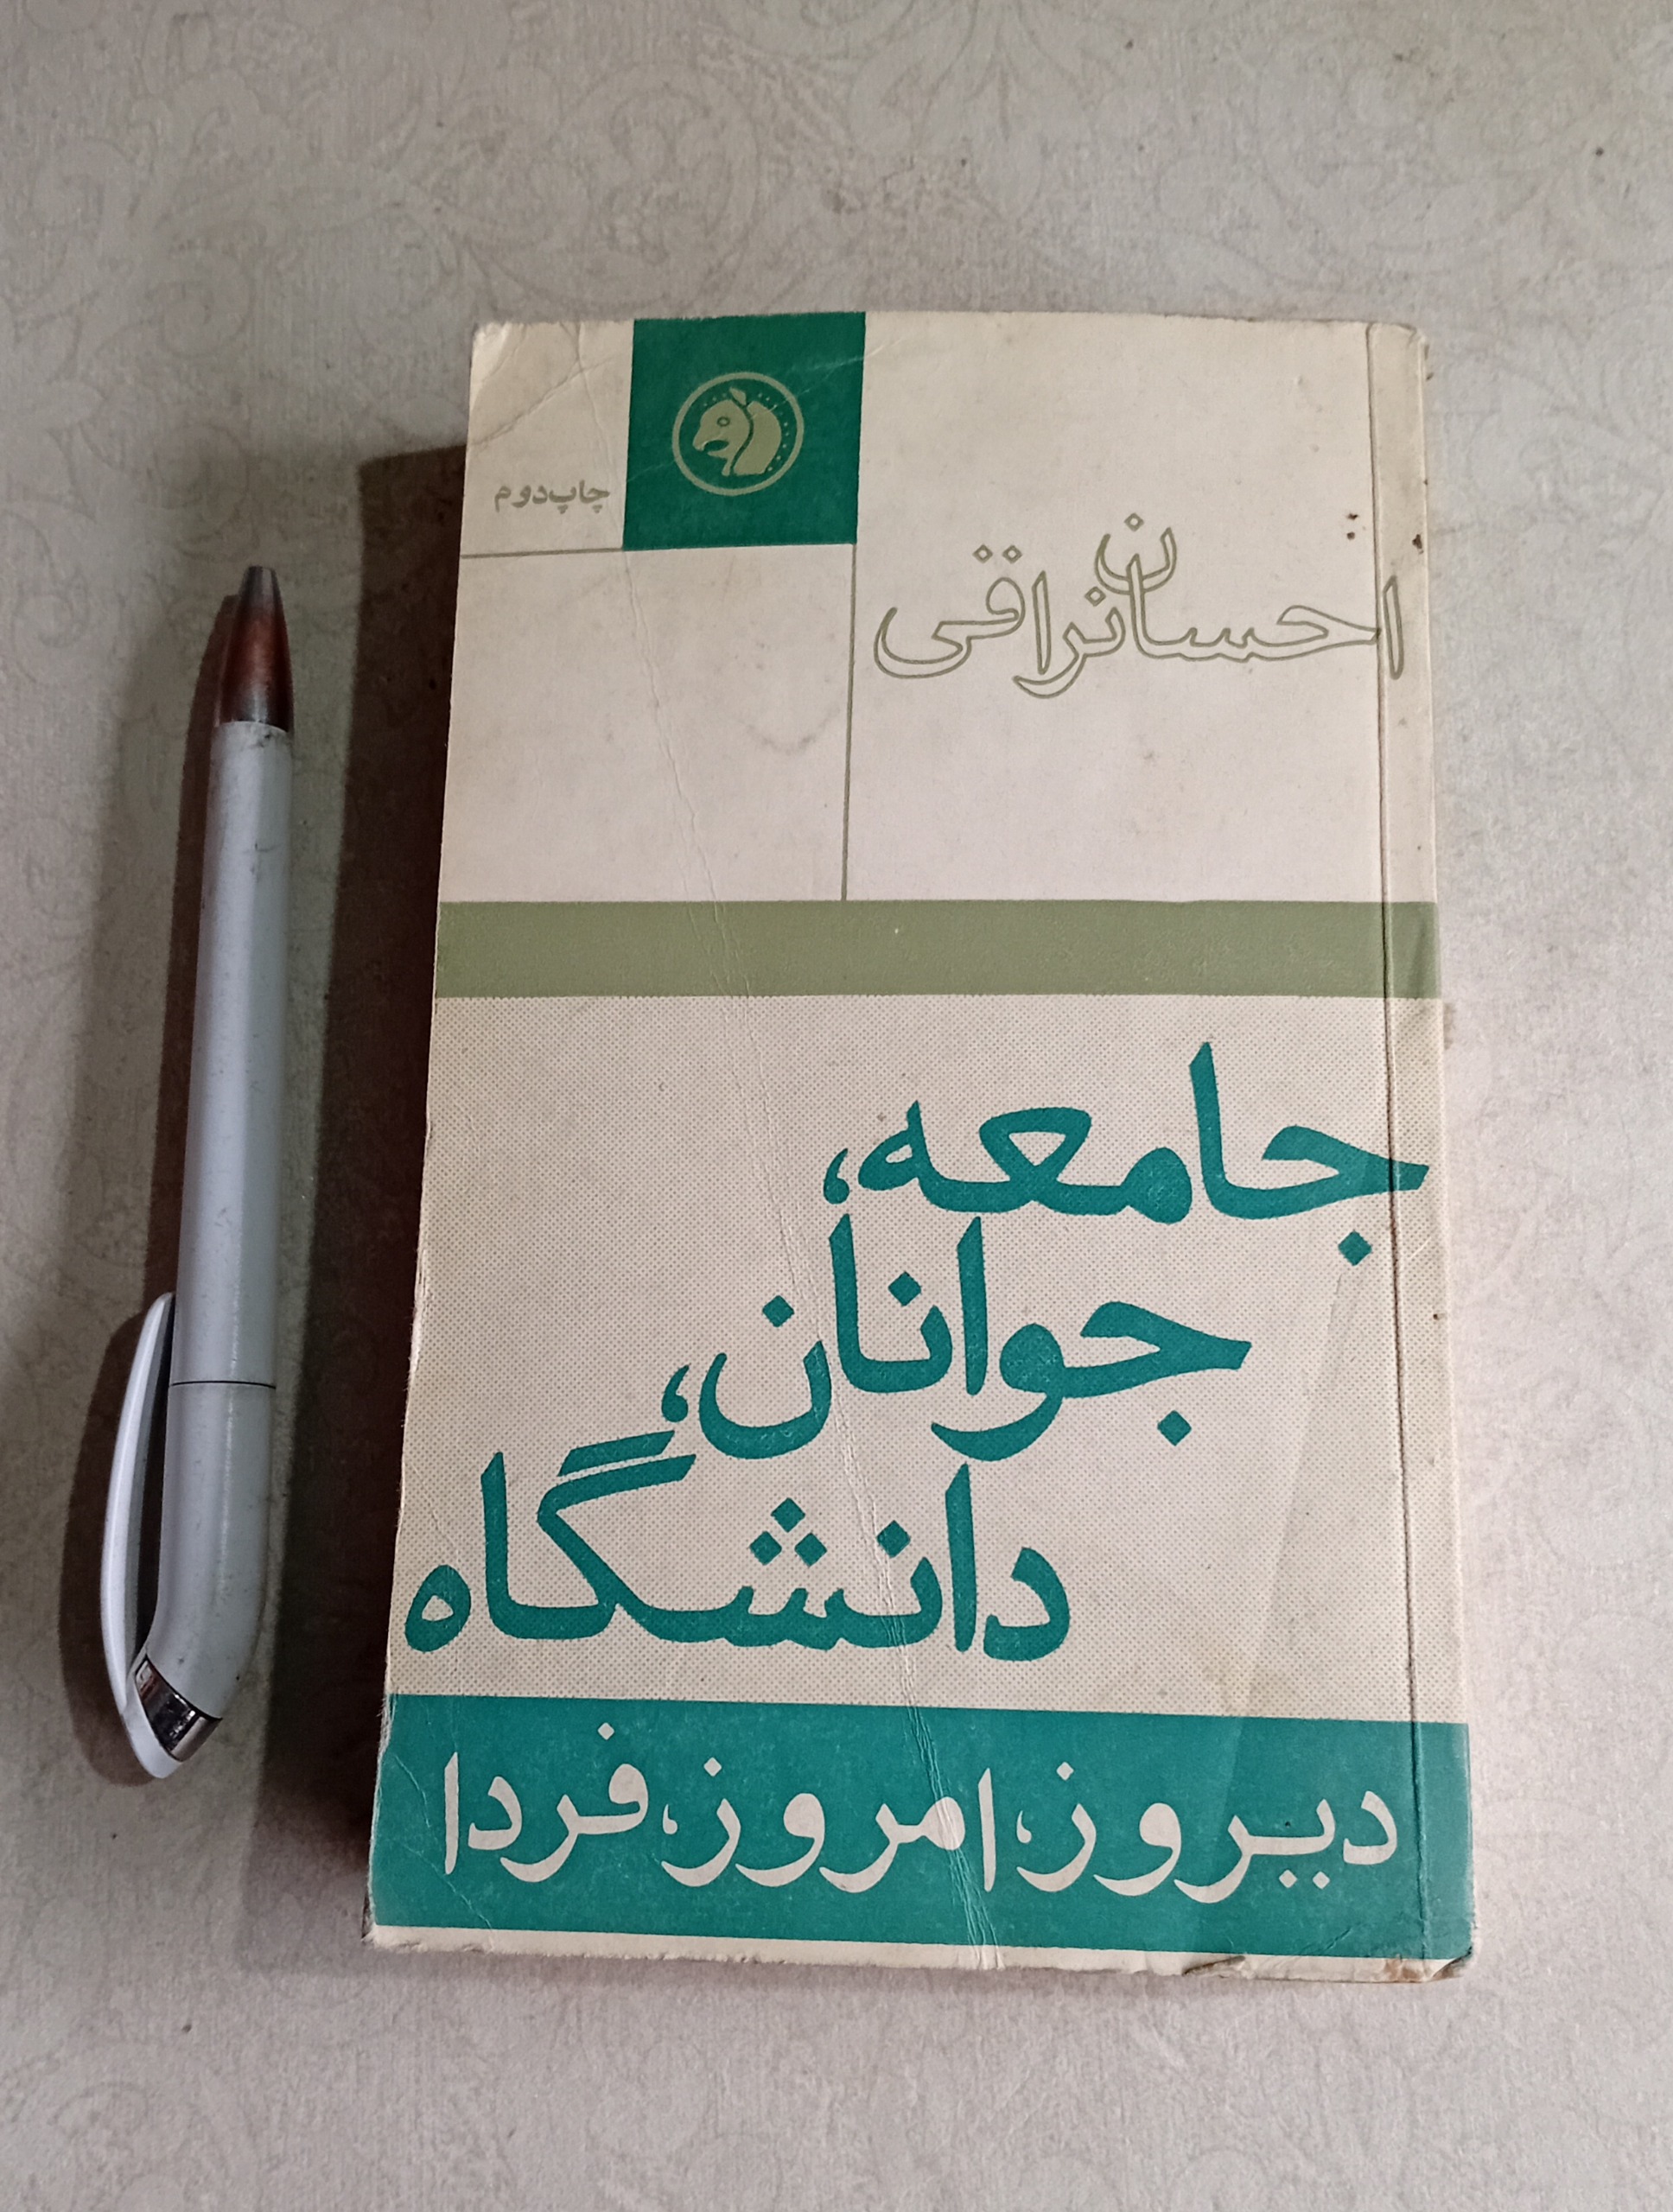 چاپ دوم
احسان نراقی
جامعه،
جوانان،
دانشگاه
دیروز، امروز، فردا